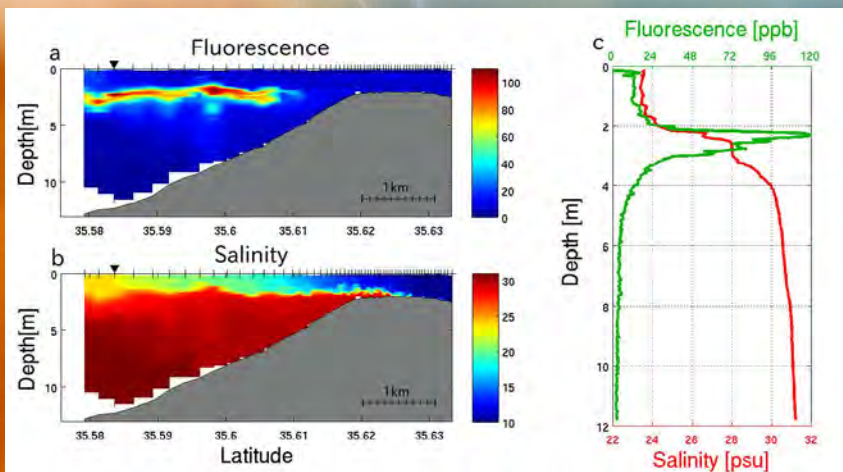 a Fluorescence
0
5
10
Depth[m]
35.58 35.59 35.6 35.61 35.62 35.63
1km
100
80
60
40
20
0
b Salinity
0
5
10
Depth[m]
35.58 35.59 35.6 35.61 35.62 35.63
Latitude
1km
30
25
20
15
10
c Fluorescence [ppb]
0 24 48 72 96 120
0
2
4
6
8
10
12
Depth [m]
22 24 26 28 30 32
Salinity [psu]